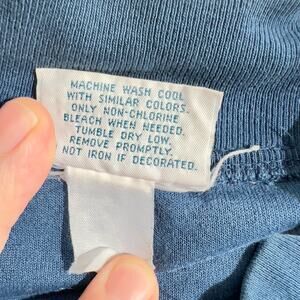 MACHINE WASH COOL
WITH SIMILAR COLORS.
ONLY NON-CHLORINE
BLEACH WHEN NEEDED.
TUMBLE DRY LOW.
REMOVE PROMPTLY.
NOT IRON IF DECORATED.